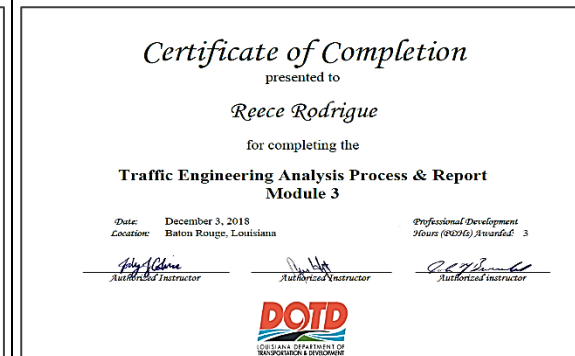 Certificate of Completion
presented to
Reece Rodrigue
for completing the
Traffic Engineering Analysis Process & Report
Module 3
Date: December 3, 2018
Location: Baton Rouge, Louisiana
Professional Development
Hours (PDHs) Awarded: 3
Authorized Instructor
Authorized Instructor
Authorized instructor
DOTD
LOUISIANA DEPARTMENT OF
TRANSPORTATION & DEVELOPMENT